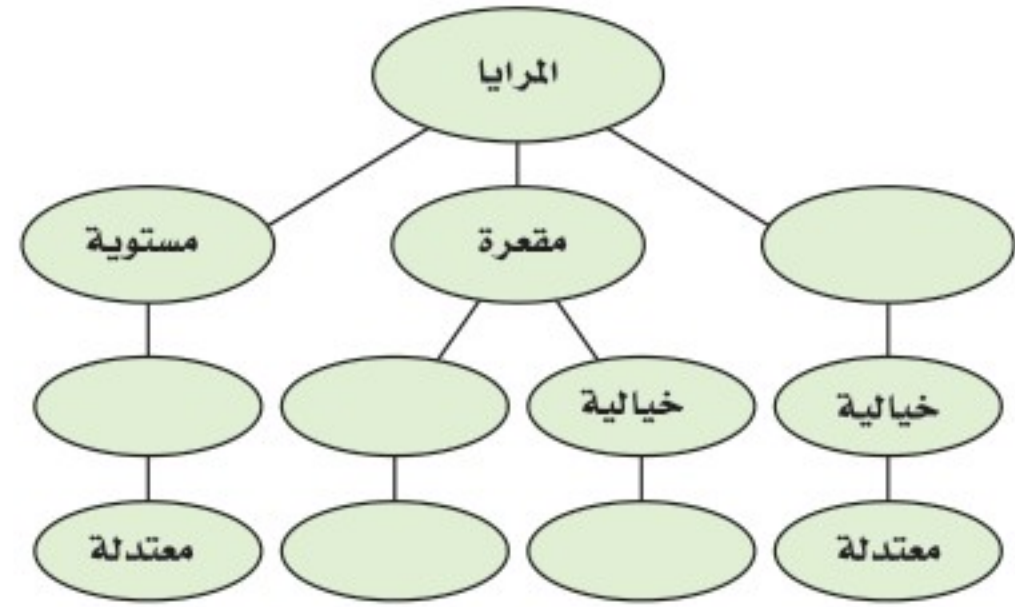 المرايا
مقعرة
مستوية
خيالية
خيالية
معتدلة
معتدلة